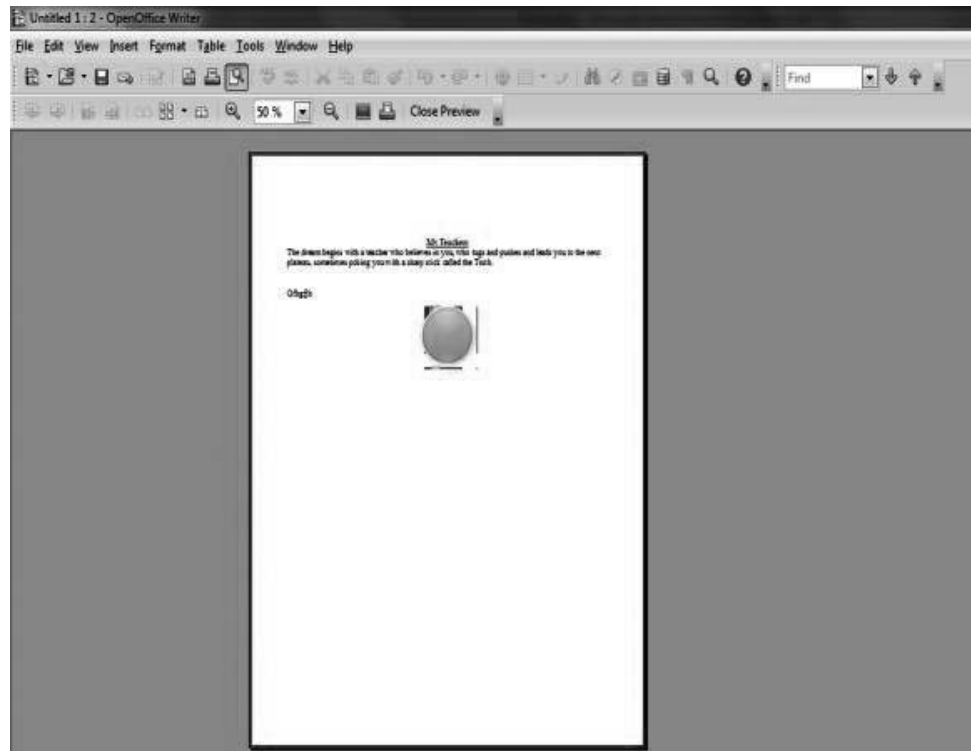 Untitled 1 : 2 - OpenOffice Writer
File Edit View Insert Format Table Tools Window Help
Find
50 % Close Preview
My Teachers
The dream begins with a teacher who believes in you, who tugs and pushes and leads you to the next
plateau, sometimes poking you with a sharp stick called the Truth.